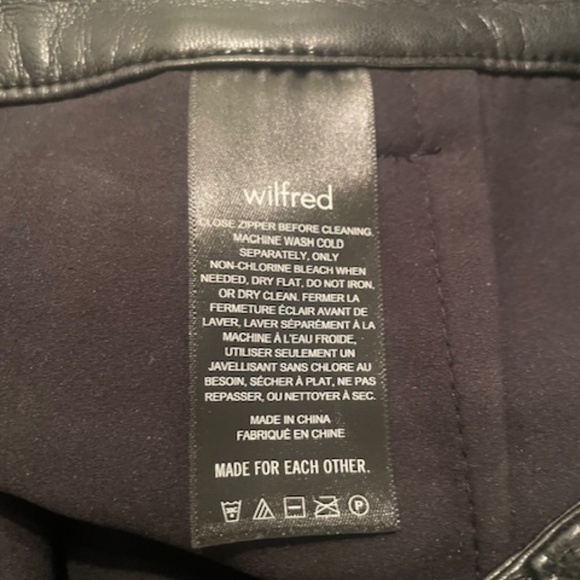 wilfred
CLOSE ZIPPER BEFORE CLEANING.
MACHINE WASH COLD
SEPARATELY, ONLY
NON-CHLORINE BLEACH WHEN
NEEDED, DRY FLAT, DO NOT IRON,
OR DRY CLEAN. FERMER LA
FERMETURE ÉCLAIR AVANT DE
LAVER, LAVER SÉPARÉMENT À LA
MACHINE À L'EAU FROIDE,
UTILISER SEULEMENT UN
JAVELLISANT SANS CHLORE AU
BESOIN, SÉCHER À PLAT, NE PAS
REPASSER, OU NETTOYER À SEC.
MADE IN CHINA
FABRIQUÉ EN CHINE
MADE FOR EACH OTHER.
30C P